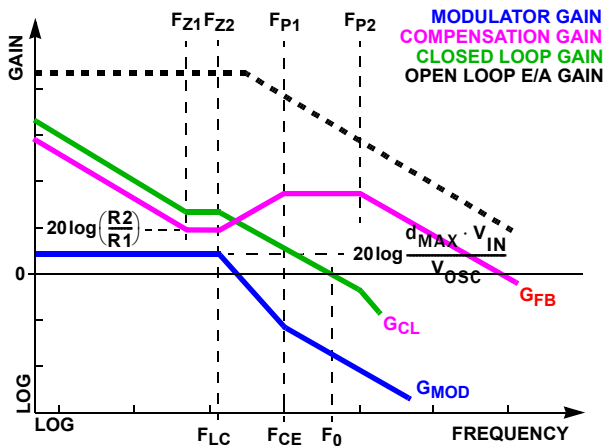 MODULATOR GAIN
COMPENSATION GAIN
CLOSED LOOP GAIN
OPEN LOOP E/A GAIN
FZ1 FZ2 FP1 FP2
GAIN
20log(R2/R1)
20log dMAX · VIN / VOSC
0
GFB
GCL
GMOD
LOG
LOG
FLC FCE F0 FREQUENCY